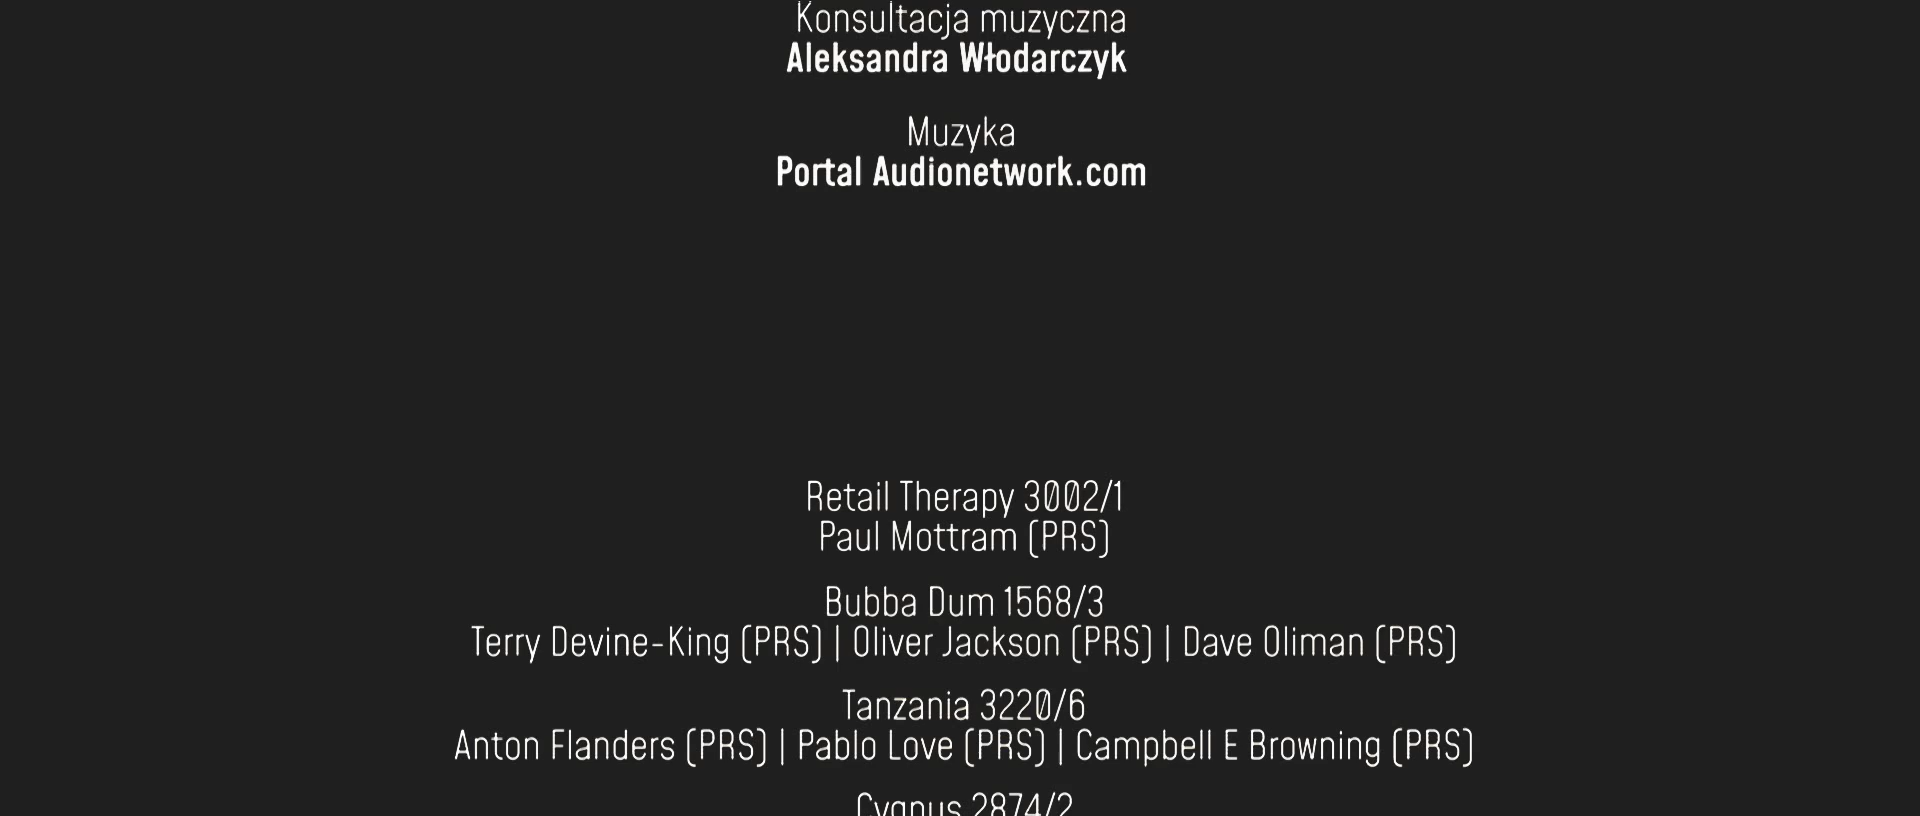 Konsultacja muzyczna
Aleksandra Włodarczyk
Muzyka
Portal Audionetwork.com
Retail Therapy 3002/1
Paul Mottram (PRS)
Bubba Dum 1568/3
Terry Devine-King (PRS) | Oliver Jackson (PRS) | Dave Oliman (PRS)
Tanzania 3220/6
Anton Flanders (PRS) | Pablo Love (PRS) | Campbell E Browning (PRS)
Cygnus 2874/2